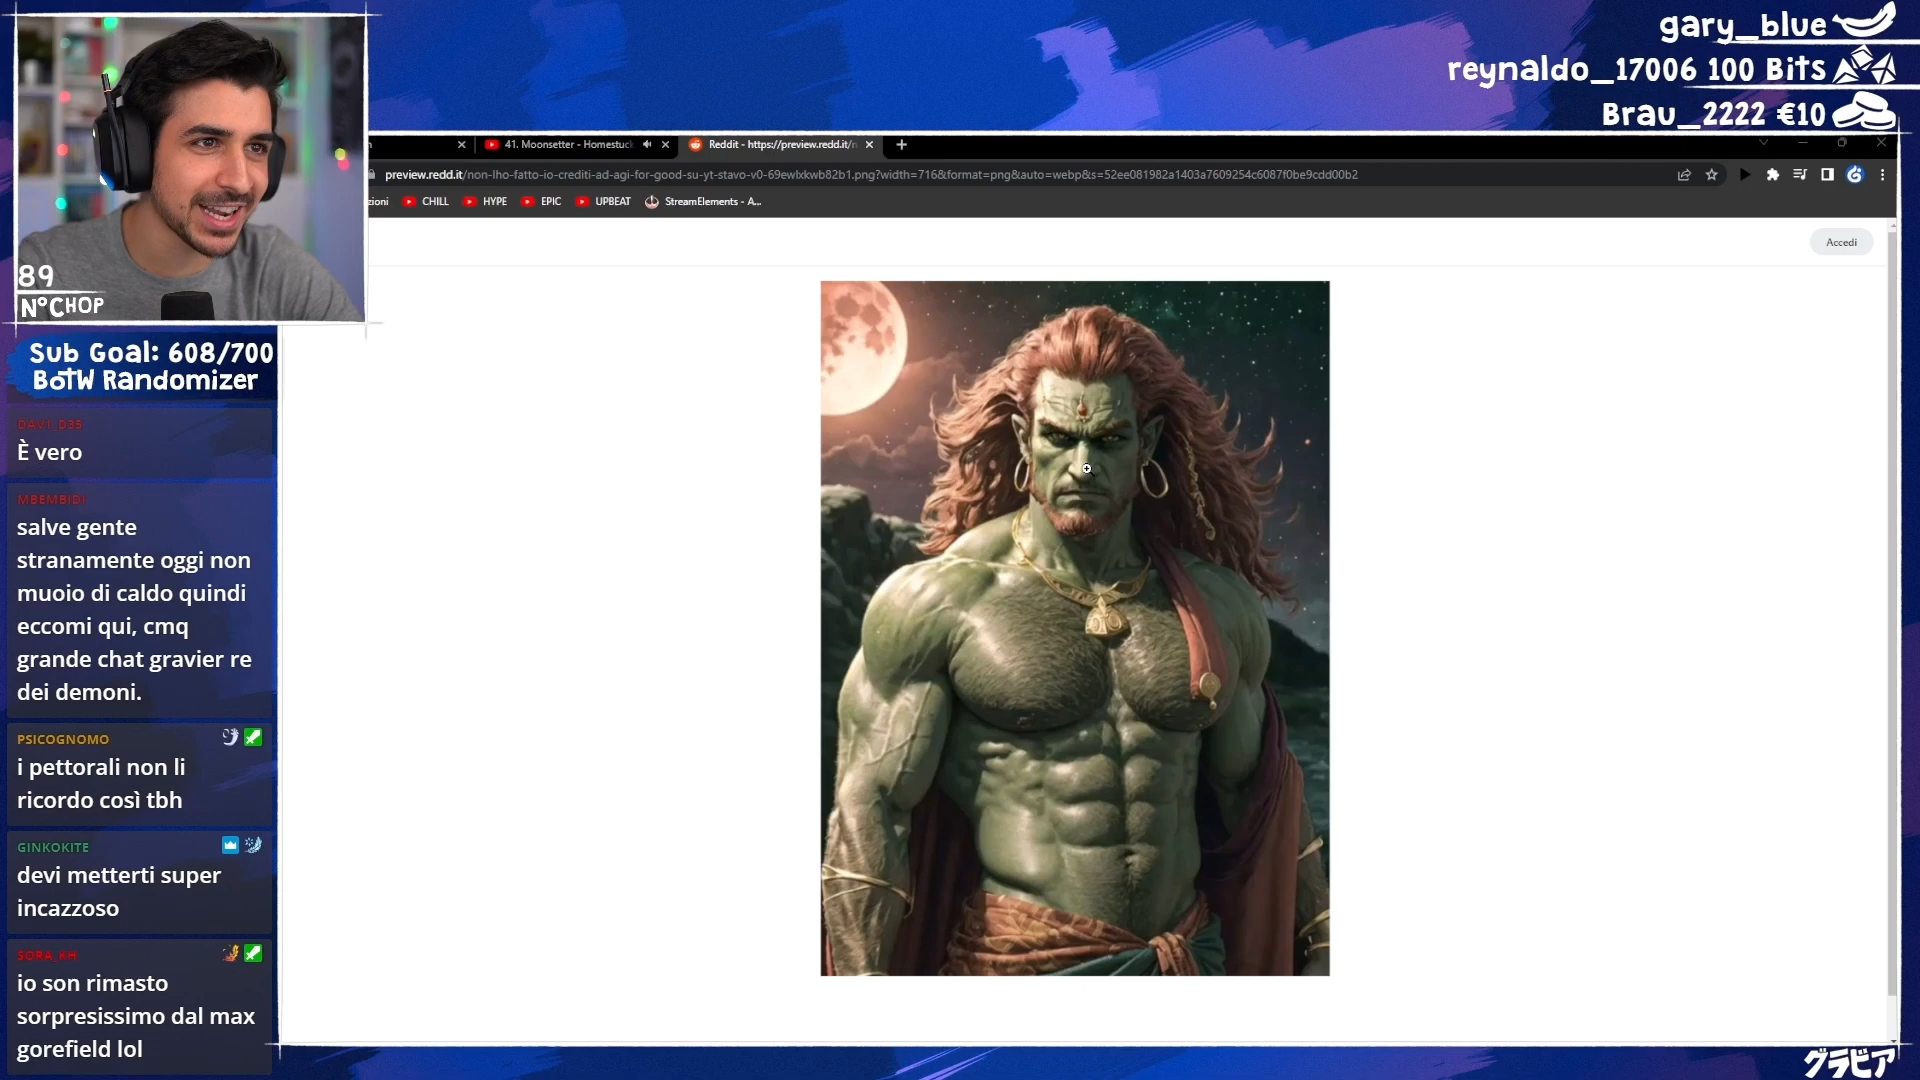 gary_blue
reynaldo_17006 100 Bits
Brau_2222 €10
41. Moonsetter - Homestuck
Reddit - https://preview.redd.it/n
preview.redd.it/non-lho-fatto-io-crediti-ad-agi-for-good-su-yt-stavo-v0-69ewlxkwb82b1.png?width=716&format=png&auto=webp&s=52ee081982a1403a7609254c6087f0be9cdd00b2
zioni
CHILL
HYPE
EPIC
UPBEAT
StreamElements - A...
Accedi
89
N°CHOP
Sub Goal: 608/700
BOTW Randomizer
DAV1_D35
È vero
MBEMBIDI
salve gente
stranamente oggi non
muoio di caldo quindi
eccomi qui, cmq
grande chat gravier re
dei demoni.
PSICOGNOMO
i pettorali non li
ricordo così tbh
GINKOKITE
devi metterti super
incazzoso
SORA_KH
io son rimasto
sorpresissimo dal max
gorefield lol
グラビア